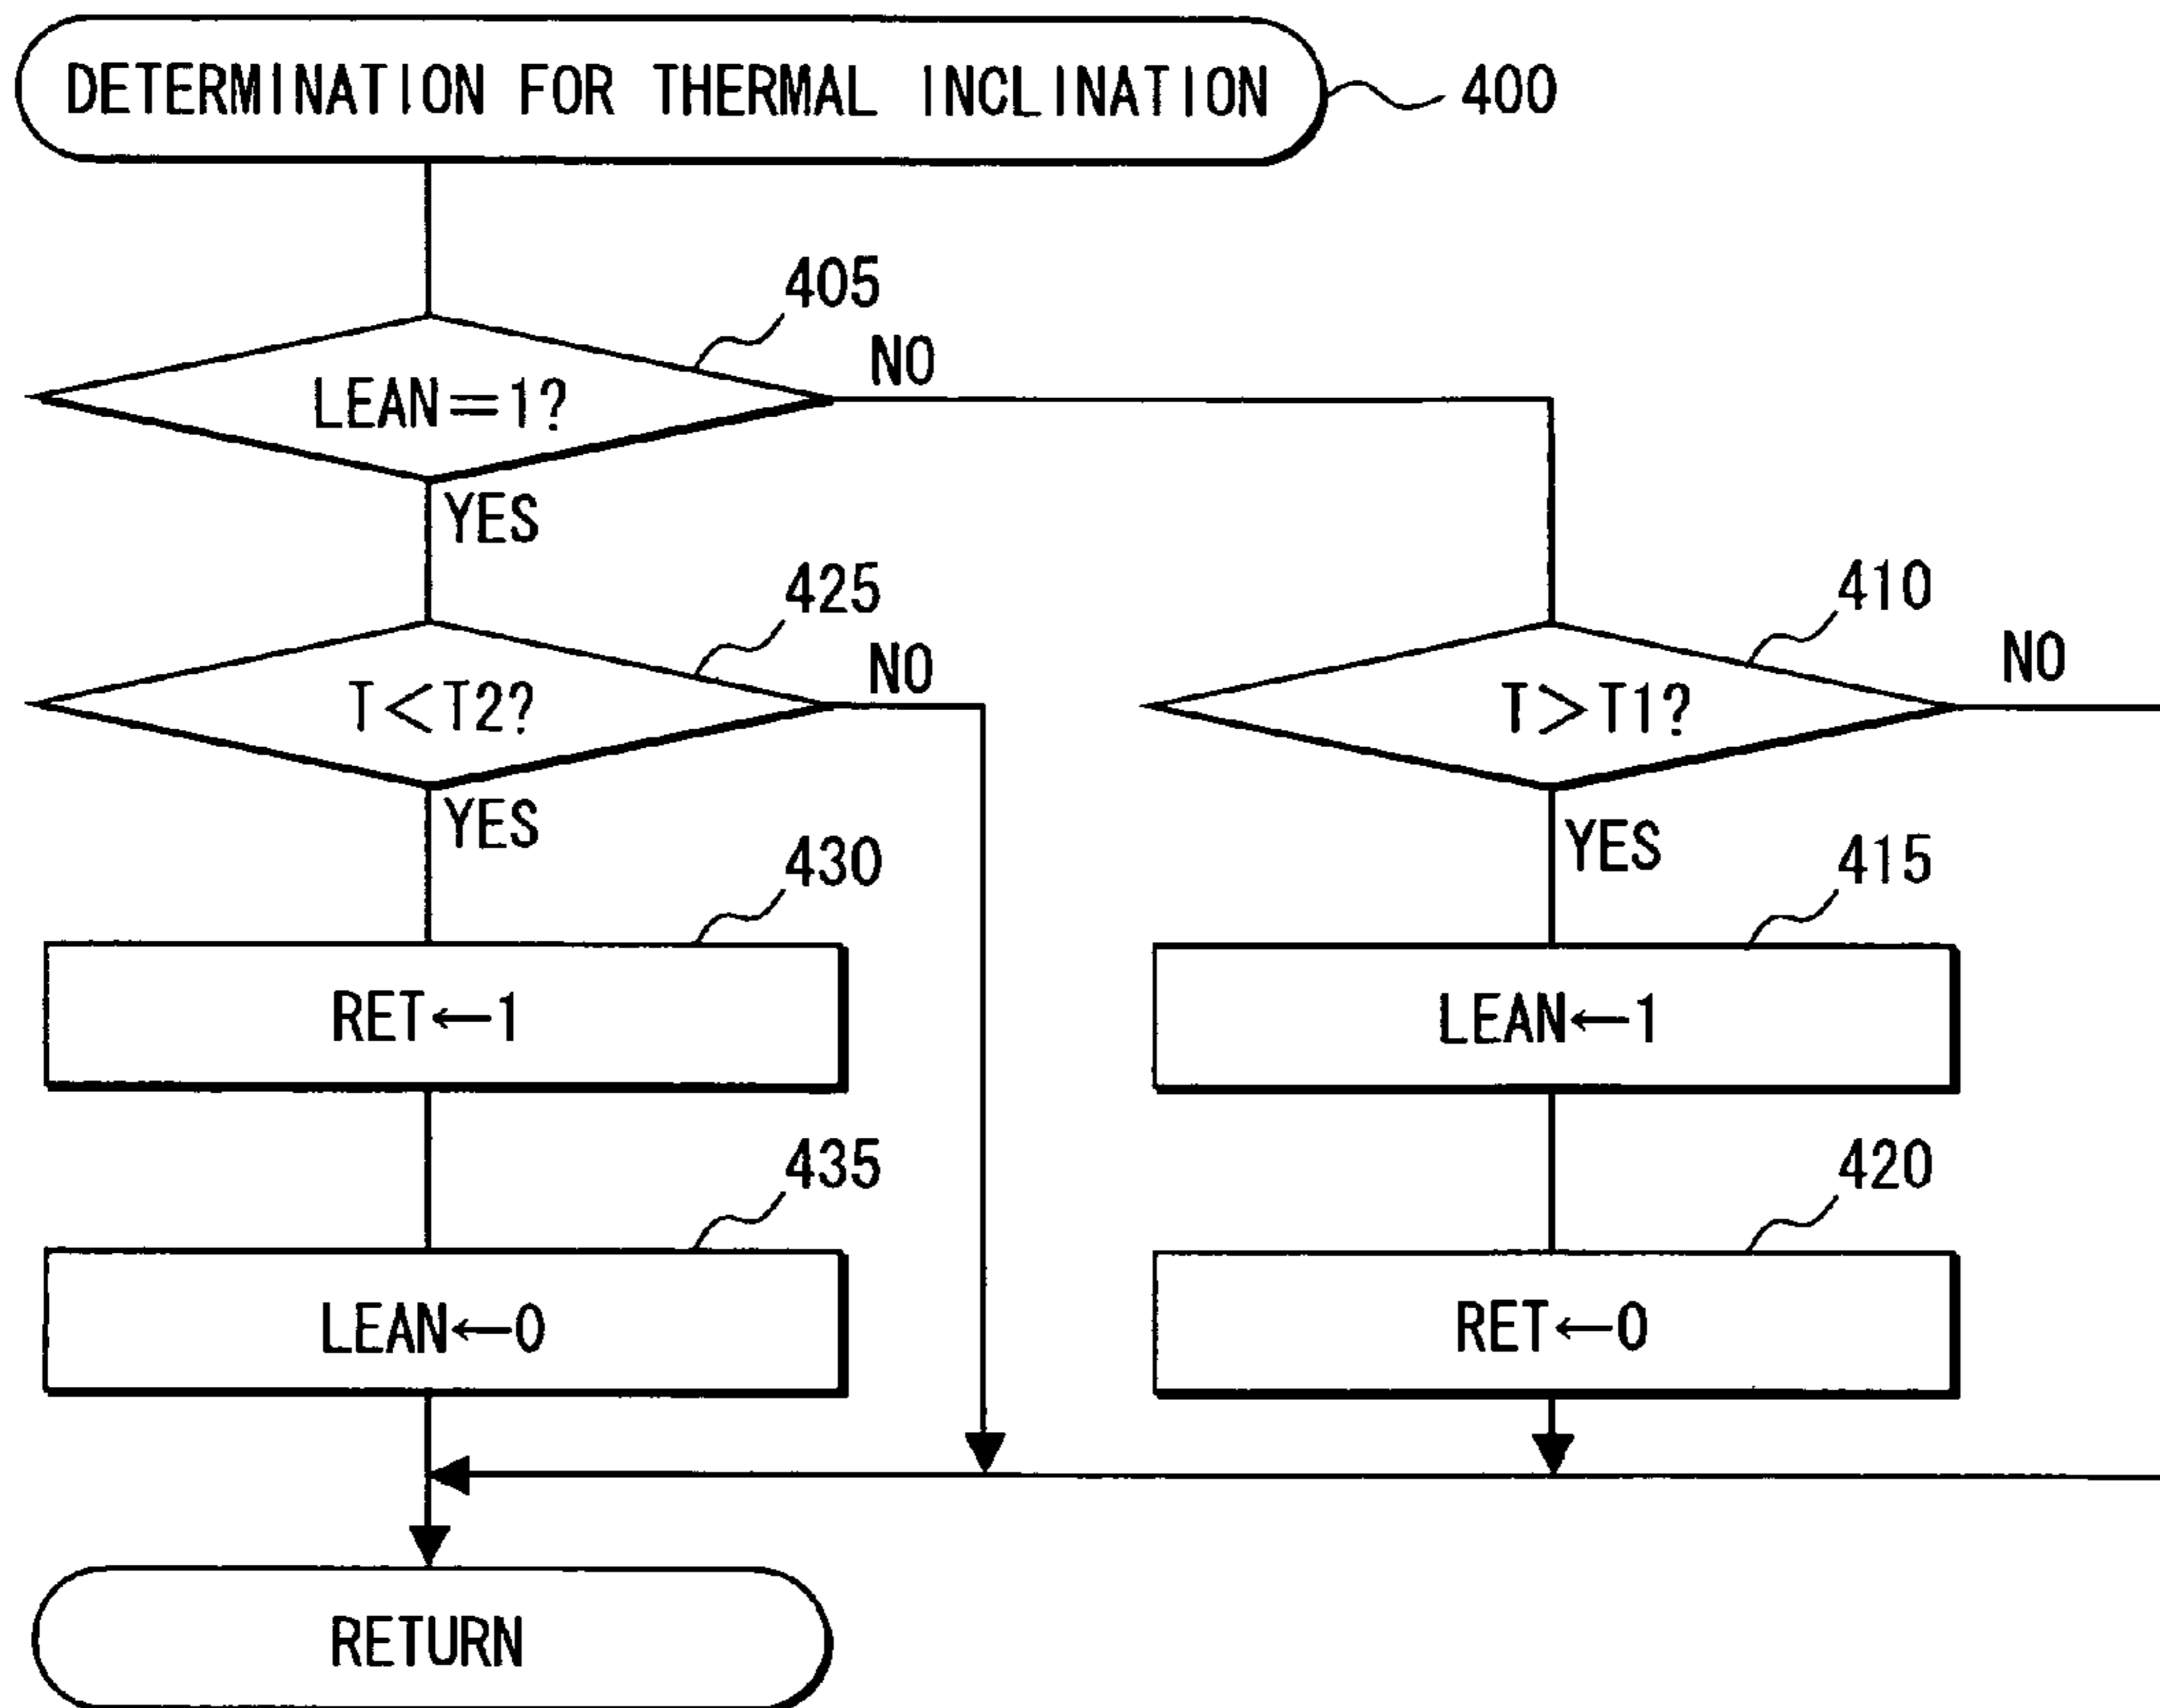 DETERMINATION FOR THERMAL INCLINATION
400
405
LEAN=1?
NO
YES
425
T<T2?
NO
YES
410
T>T1?
NO
YES
430
RET←1
415
LEAN←1
435
LEAN←0
420
RET←0
RETURN